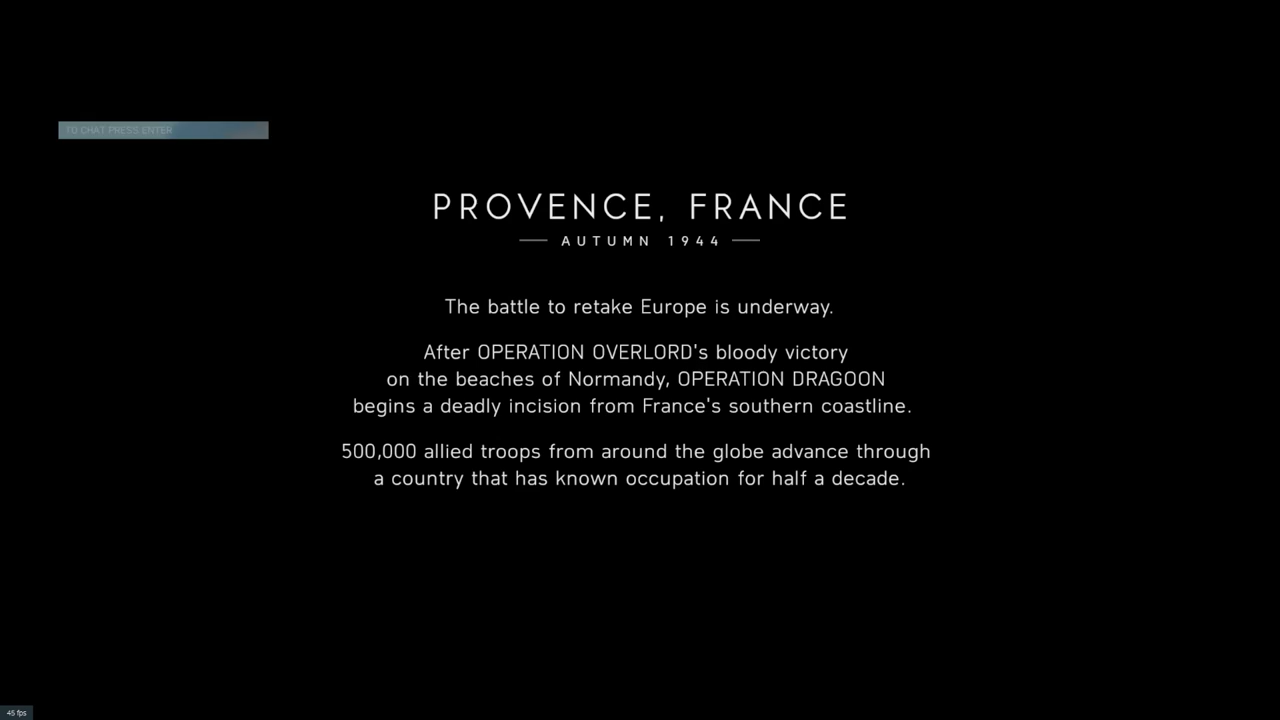 TO CHAT PRESS ENTER
PROVENCE, FRANCE
AUTUMN 1944
The battle to retake Europe is underway.
After OPERATION OVERLORD's bloody victory
on the beaches of Normandy, OPERATION DRAGOON
begins a deadly incision from France's southern coastline.
500,000 allied troops from around the globe advance through
a country that has known occupation for half a decade.
45 fps